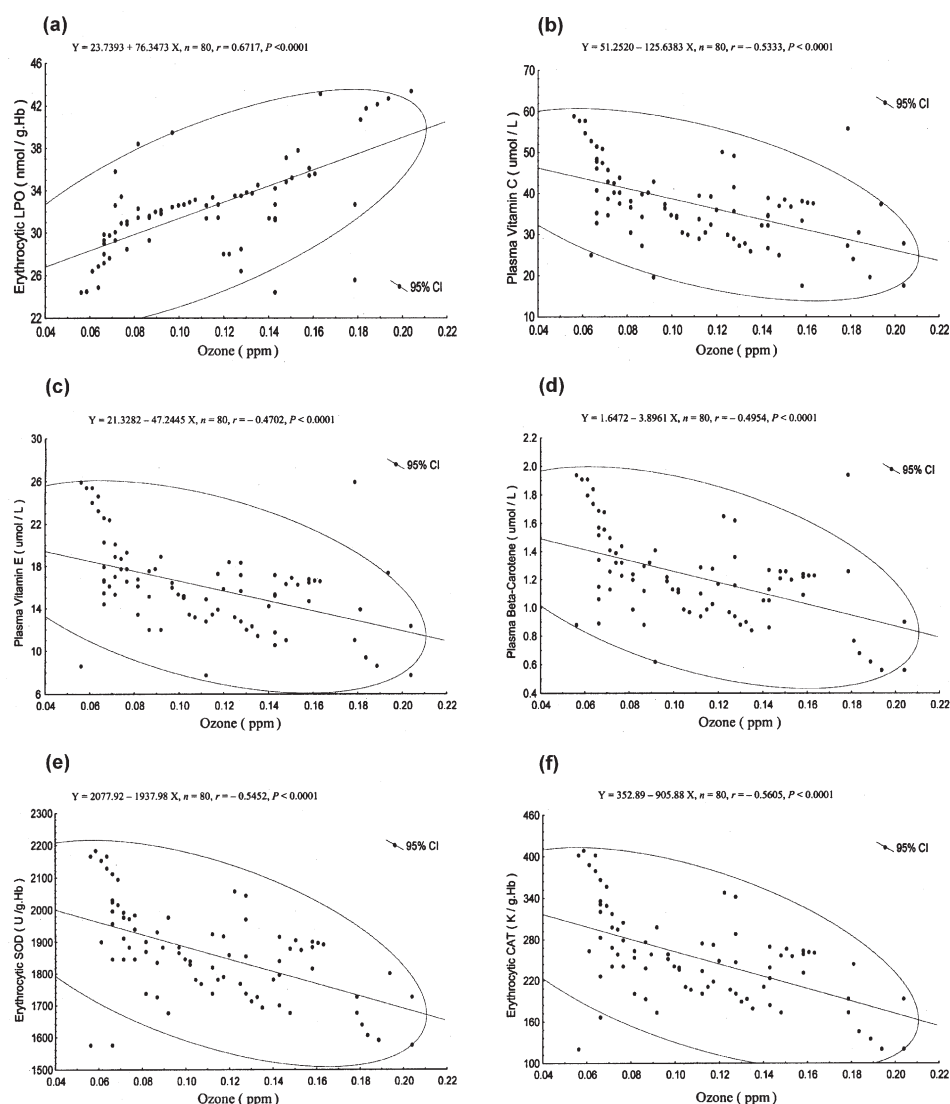 (a)
Y = 23.7393 + 76.3473 X, n = 80, r = 0.6717, P <0.0001
46
42
38
34
30
26
22
Erythrocytic LPO ( nmol / g.Hb )
95% CI
0.04 0.06 0.08 0.10 0.12 0.14 0.16 0.18 0.20 0.22
Ozone ( ppm )
(b)
Y = 51.2520 – 125.6383 X, n = 80, r = – 0.5333, P < 0.0001
70
60
50
40
30
20
10
Plasma Vitamin C ( umol / L )
95% CI
0.04 0.06 0.08 0.10 0.12 0.14 0.16 0.18 0.20 0.22
Ozone ( ppm )
(c)
Y = 21.3282 – 47.2445 X, n = 80, r = – 0.4702, P < 0.0001
30
26
22
18
14
10
6
Plasma Vitamin E ( umol / L )
95% CI
0.04 0.06 0.08 0.10 0.12 0.14 0.16 0.18 0.20 0.22
Ozone ( ppm )
(d)
Y = 1.6472 – 3.8961 X, n = 80, r = – 0.4954, P < 0.0001
2.2
2.0
1.8
1.6
1.4
1.2
1.0
0.8
0.6
0.4
Plasma Beta-Carotene ( umol / L )
95% CI
0.04 0.06 0.08 0.10 0.12 0.14 0.16 0.18 0.20 0.22
Ozone ( ppm )
(e)
Y = 2077.92 – 1937.98 X, n = 80, r = – 0.5452, P < 0.0001
2300
2200
2100
2000
1900
1800
1700
1600
1500
Erythrocytic SOD ( U /g.Hb )
95% CI
0.04 0.06 0.08 0.10 0.12 0.14 0.16 0.18 0.20 0.22
Ozone ( ppm )
(f)
Y = 352.89 – 905.88 X, n = 80, r = – 0.5605, P < 0.0001
460
400
340
280
220
160
100
Erythrocytic CAT ( K / g.Hb )
95% CI
0.04 0.06 0.08 0.10 0.12 0.14 0.16 0.18 0.20 0.22
Ozone ( ppm )